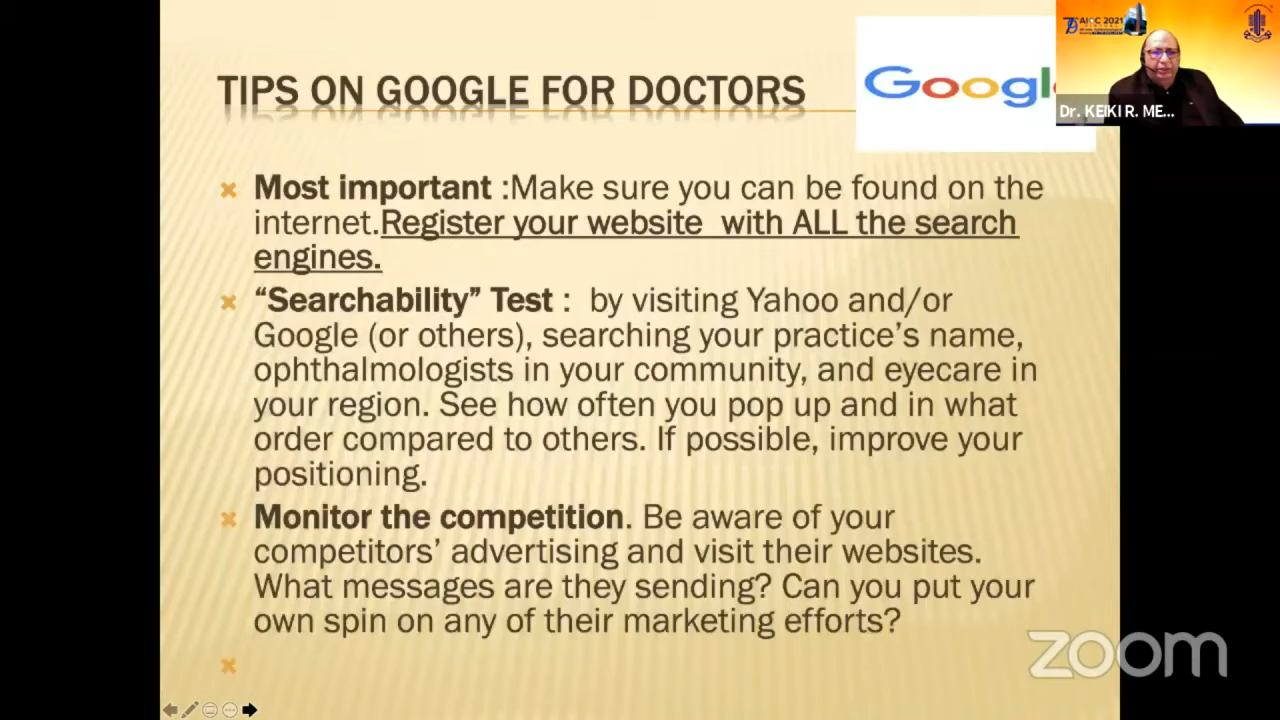 TIPS ON GOOGLE FOR DOCTORS
Google
AIOC 2021
Dr. KEIKI R. ME...
Most important :Make sure you can be found on the
internet.Register your website with ALL the search
engines.
“Searchability” Test : by visiting Yahoo and/or
Google (or others), searching your practice’s name,
ophthalmologists in your community, and eyecare in
your region. See how often you pop up and in what
order compared to others. If possible, improve your
positioning.
Monitor the competition. Be aware of your
competitors’ advertising and visit their websites.
What messages are they sending? Can you put your
own spin on any of their marketing efforts?
zoom